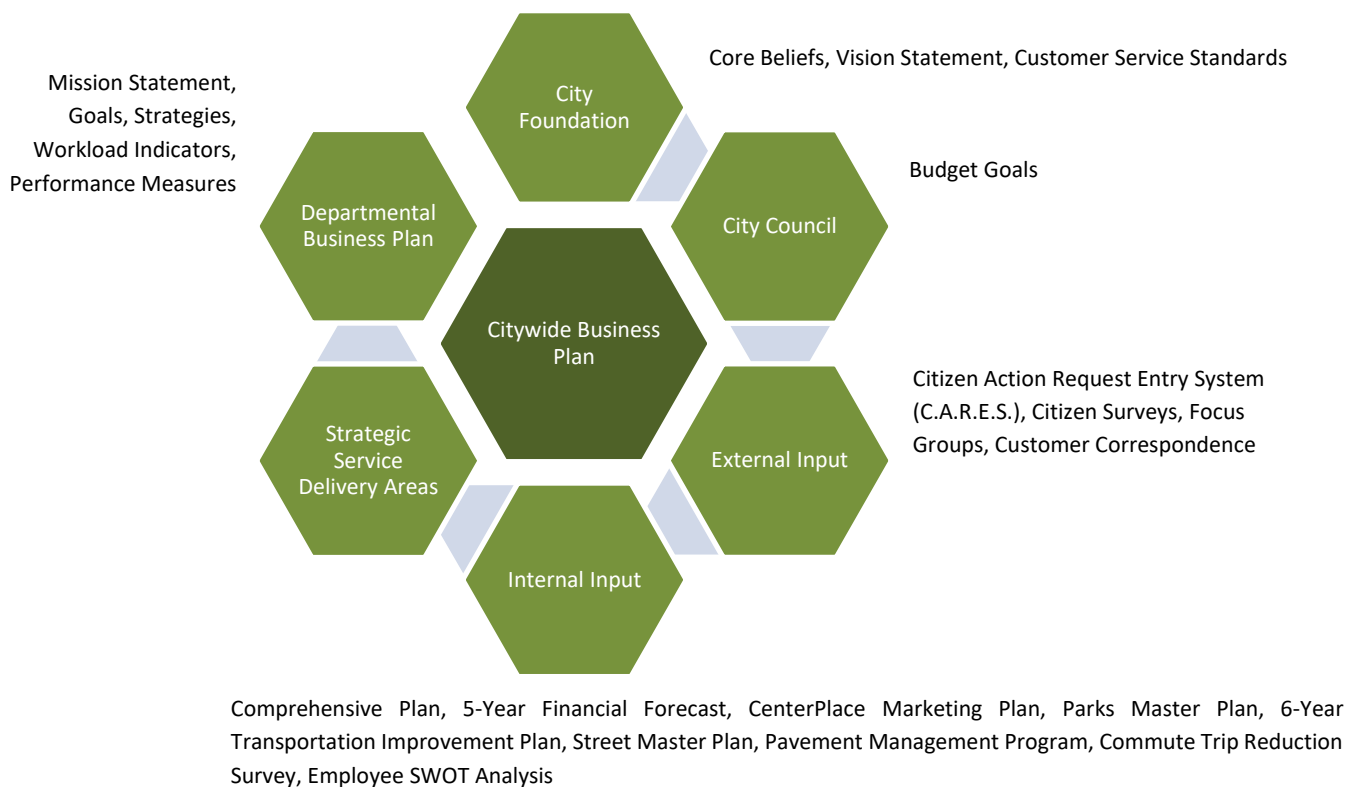 Core Beliefs, Vision Statement, Customer Service Standards
Mission Statement,
Goals, Strategies,
Workload Indicators,
Performance Measures
City
Foundation
Budget Goals
Departmental
Business Plan
City Council
Citywide Business
Plan
Citizen Action Request Entry System
(C.A.R.E.S.), Citizen Surveys, Focus
Groups, Customer Correspondence
Strategic
Service
Delivery Areas
External Input
Internal Input
Comprehensive Plan, 5-Year Financial Forecast, CenterPlace Marketing Plan, Parks Master Plan, 6-Year
Transportation Improvement Plan, Street Master Plan, Pavement Management Program, Commute Trip Reduction
Survey, Employee SWOT Analysis